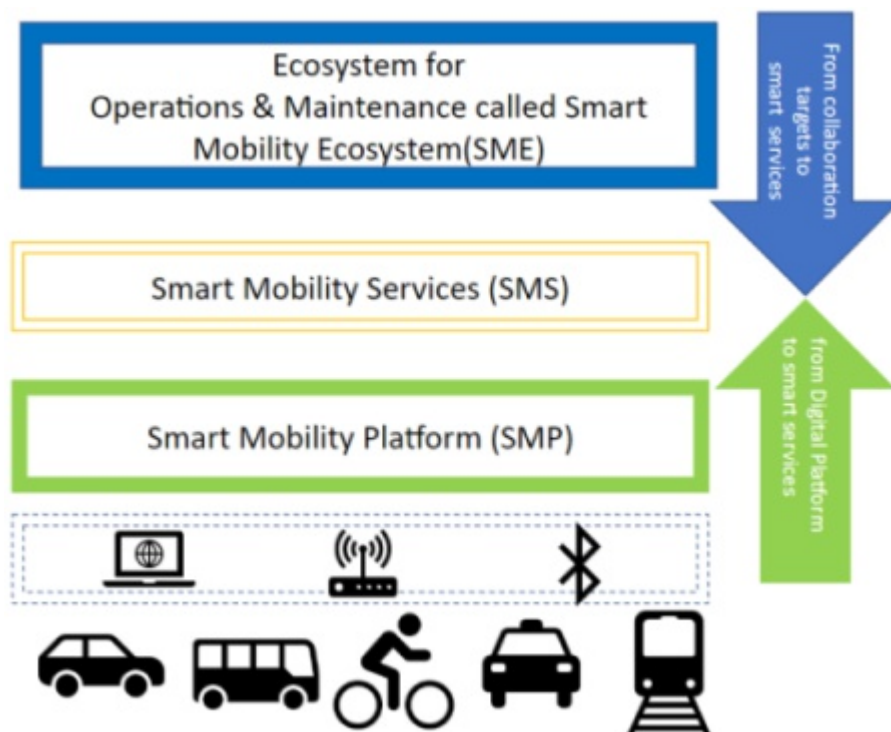 Ecosystem for
Operations & Maintenance called Smart
Mobility Ecosystem(SME)
From collaboration
targets to
smart services
Smart Mobility Services (SMS)
Smart Mobility Platform (SMP)
from Digital Platform
to smart services